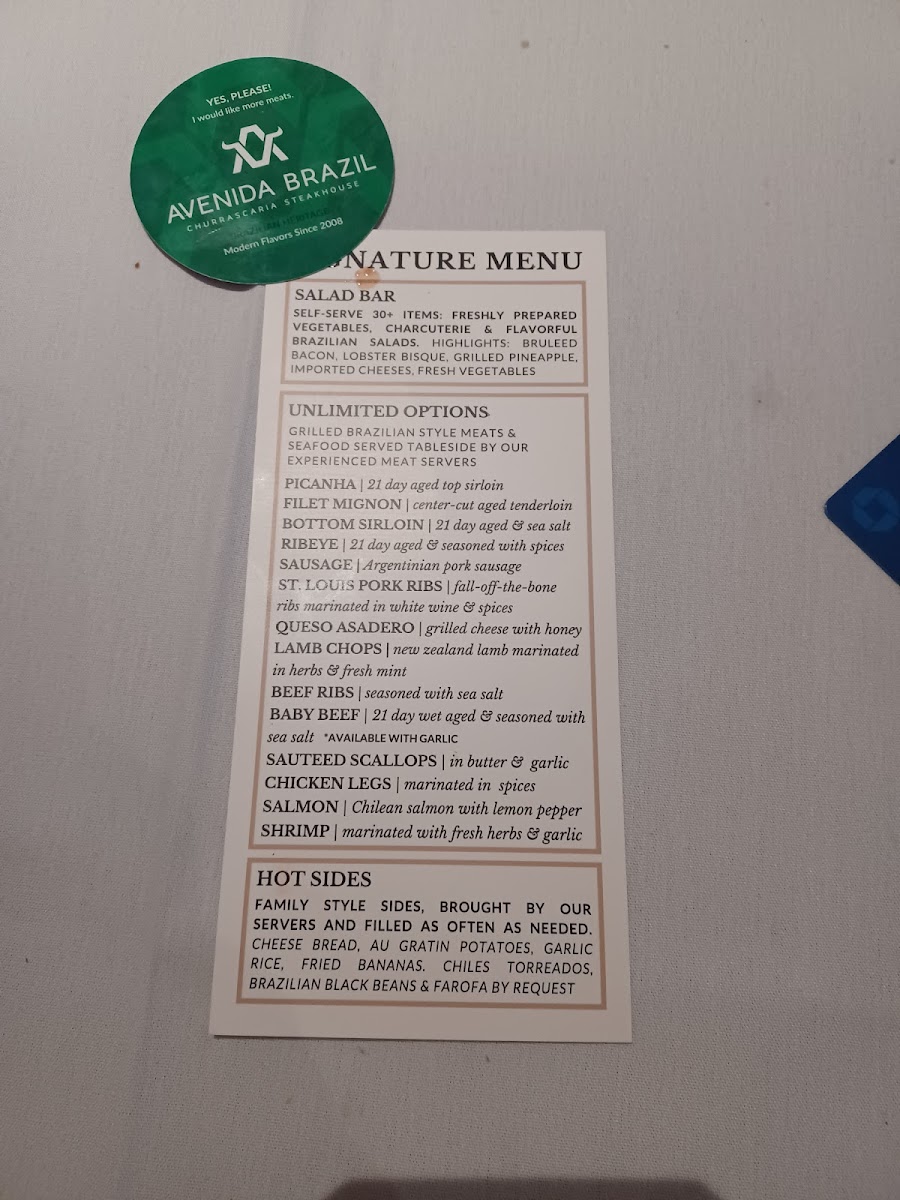 YES, PLEASE!
I would like more meats.
AVENIDA BRAZIL
CHURRASCARIA STEAKHOUSE
Modern Flavors Since 2008
NATURE MENU
SALAD BAR
SELF-SERVE 30+ ITEMS: FRESHLY PREPARED
VEGETABLES, CHARCUTERIE & FLAVORFUL
BRAZILIAN SALADS. HIGHLIGHTS: BRULEED
BACON, LOBSTER BISQUE, GRILLED PINEAPPLE,
IMPORTED CHEESES, FRESH VEGETABLES
UNLIMITED OPTIONS
GRILLED BRAZILIAN STYLE MEATS &
SEAFOOD SERVED TABLESIDE BY OUR
EXPERIENCED MEAT SERVERS
PICANHA | 21 day aged top sirloin
FILET MIGNON | center-cut aged tenderloin
BOTTOM SIRLOIN | 21 day aged & sea salt
RIBEYE | 21 day aged & seasoned with spices
SAUSAGE | Argentinian pork sausage
ST. LOUIS PORK RIBS | fall-off-the-bone
ribs marinated in white wine & spices
QUESO ASADERO | grilled cheese with honey
LAMB CHOPS | new zealand lamb marinated
in herbs & fresh mint
BEEF RIBS | seasoned with sea salt
BABY BEEF | 21 day wet aged & seasoned with
sea salt *AVAILABLE WITH GARLIC
SAUTEED SCALLOPS | in butter & garlic
CHICKEN LEGS | marinated in spices
SALMON | Chilean salmon with lemon pepper
SHRIMP | marinated with fresh herbs & garlic
HOT SIDES
FAMILY STYLE SIDES, BROUGHT BY OUR
SERVERS AND FILLED AS OFTEN AS NEEDED.
CHEESE BREAD, AU GRATIN POTATOES, GARLIC
RICE, FRIED BANANAS. CHILES TORREADOS,
BRAZILIAN BLACK BEANS & FAROFA BY REQUEST